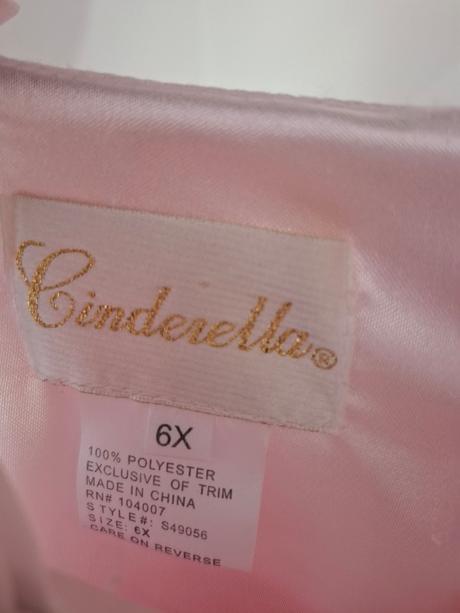 Cinderella®
6X
100% POLYESTER
EXCLUSIVE OF TRIM
MADE IN CHINA
RN# 104007
STYLE#: S49056
SIZE: 6X
CARE ON REVERSE